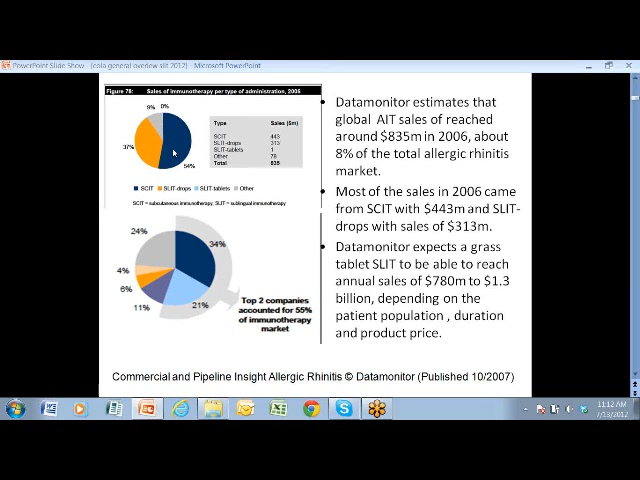 PowerPoint Slide Show - (cola general overiew slit 2012) - Microsoft PowerPoint
Figure 78: Sales of immunotherapy per type of administration, 2006
9% 0%
37%
54%
Type Sales ($m)
SCIT 443
SLIT-drops 313
SLIT-tablets 1
Other 78
Total 835
SCIT SLIT-drops SLIT-tablets Other
SCIT = subcutaneous immunotherapy; SLIT = sublingual immunotherapy
24%
34%
4%
6%
11%
21%
Top 2 companies
accounted for 55%
of immunotherapy
market
• Datamonitor estimates that
global AIT sales of reached
around $835m in 2006, about
8% of the total allergic rhinitis
market.
• Most of the sales in 2006 came
from SCIT with $443m and SLIT-
drops with sales of $313m.
• Datamonitor expects a grass
tablet SLIT to be able to reach
annual sales of $780m to $1.3
billion, depending on the
patient population , duration
and product price.
Commercial and Pipeline Insight Allergic Rhinitis © Datamonitor (Published 10/2007)
11:12 AM
7/13/2012